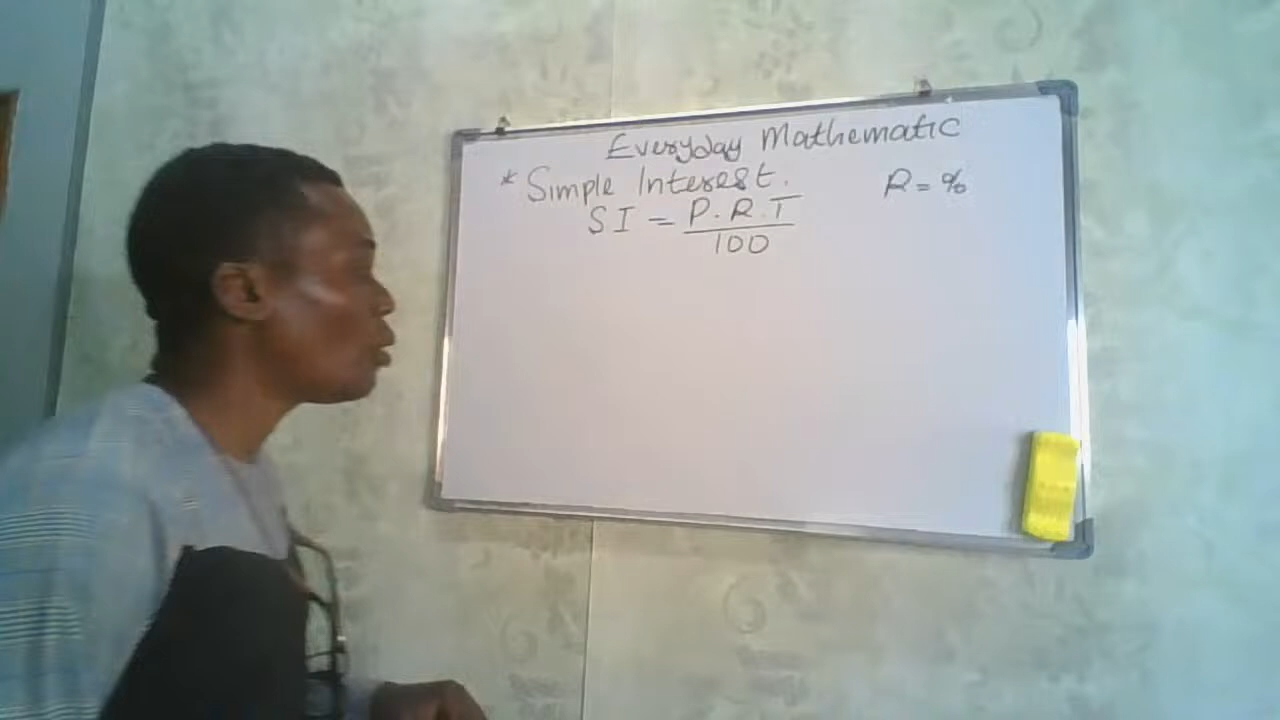 Everyday Mathematic
* Simple Interest.
R = %
SI = P.R.T
100